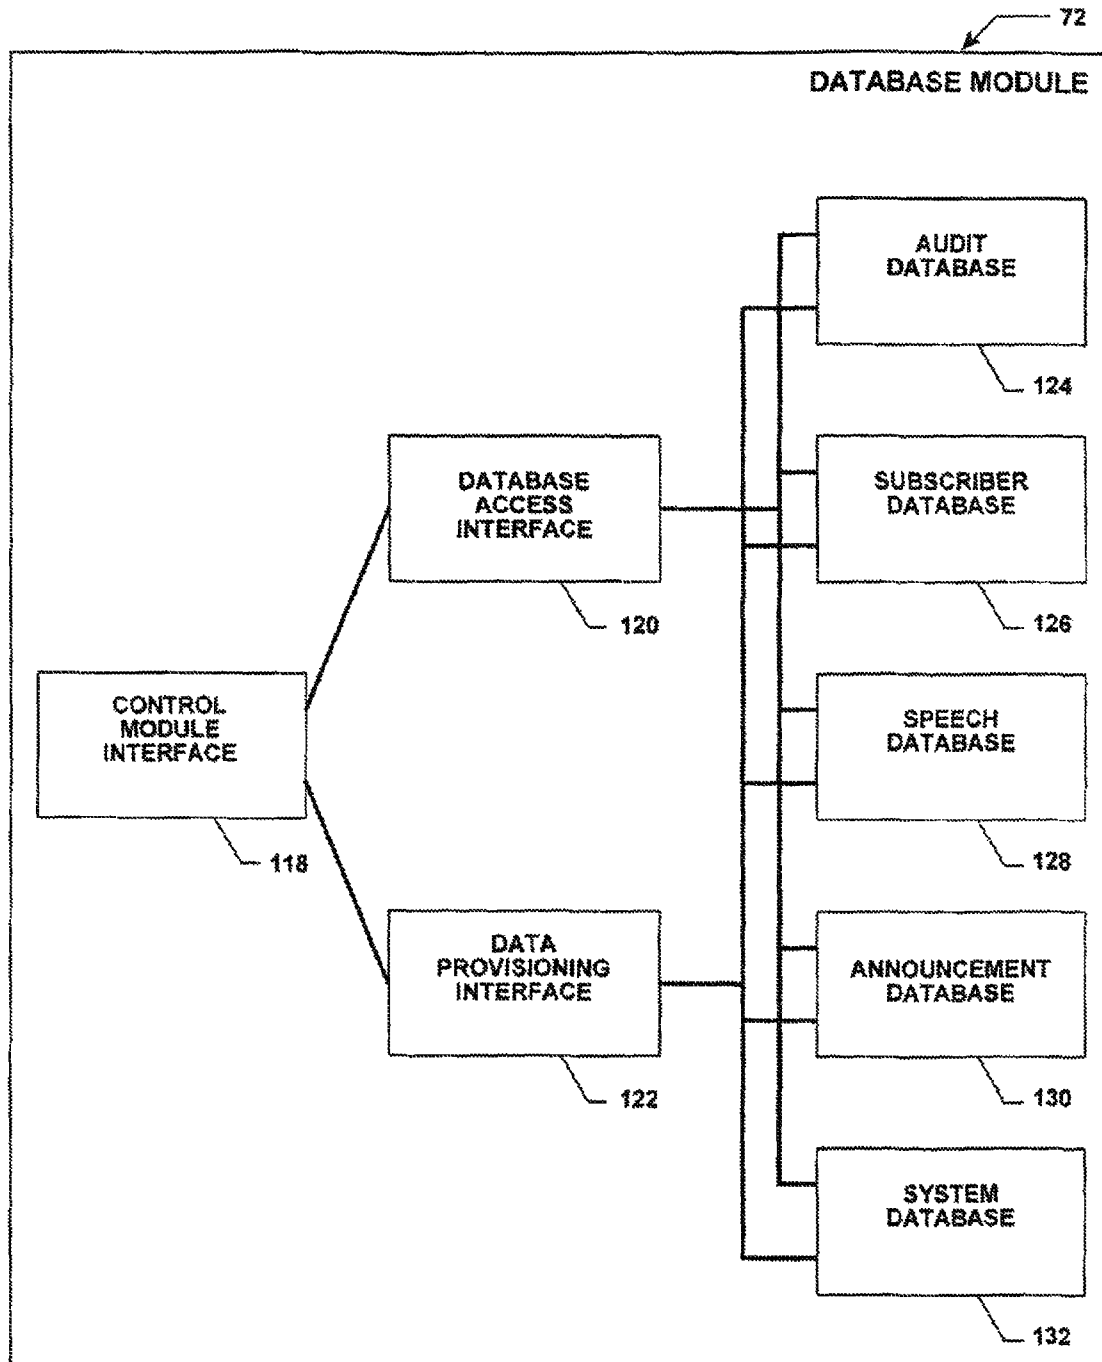 72
DATABASE MODULE
AUDIT
DATABASE
124
DATABASE
ACCESS
INTERFACE
120
SUBSCRIBER
DATABASE
126
CONTROL
MODULE
INTERFACE
118
SPEECH
DATABASE
128
DATA
PROVISIONING
INTERFACE
122
ANNOUNCEMENT
DATABASE
130
SYSTEM
DATABASE
132